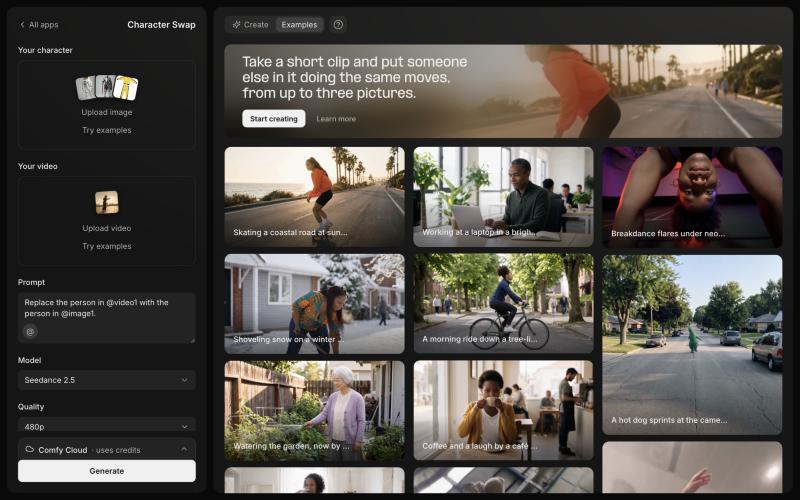 All apps
Character Swap
Your character
Upload image
Try examples
Your video
Upload video
Try examples
Prompt
Replace the person in @video1 with the
person in @image1.
@
Model
Seedance 2.5
Quality
480p
Comfy Cloud · uses credits
Generate
Create
Examples
?
Take a short clip and put someone
else in it doing the same moves,
from up to three pictures.
Start creating
Learn more
Skating a coastal road at sun...
Working at a laptop in a brigh...
Breakdance flares under neo...
Shoveling snow on a winter ...
A morning ride down a tree-li...
A hot dog sprints at the came...
Watering the garden, now by ...
Coffee and a laugh by a café ...